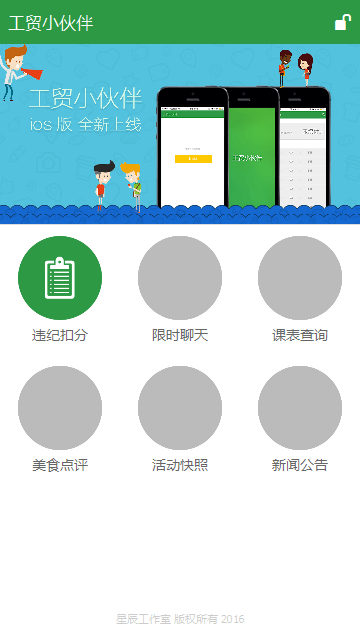 工贸小伙伴
工贸小伙伴
ios 版 全新上线
工贸小伙伴
违纪扣分
限时聊天
课表查询
美食点评
活动快照
新闻公告
星辰工作室 版权所有 2016